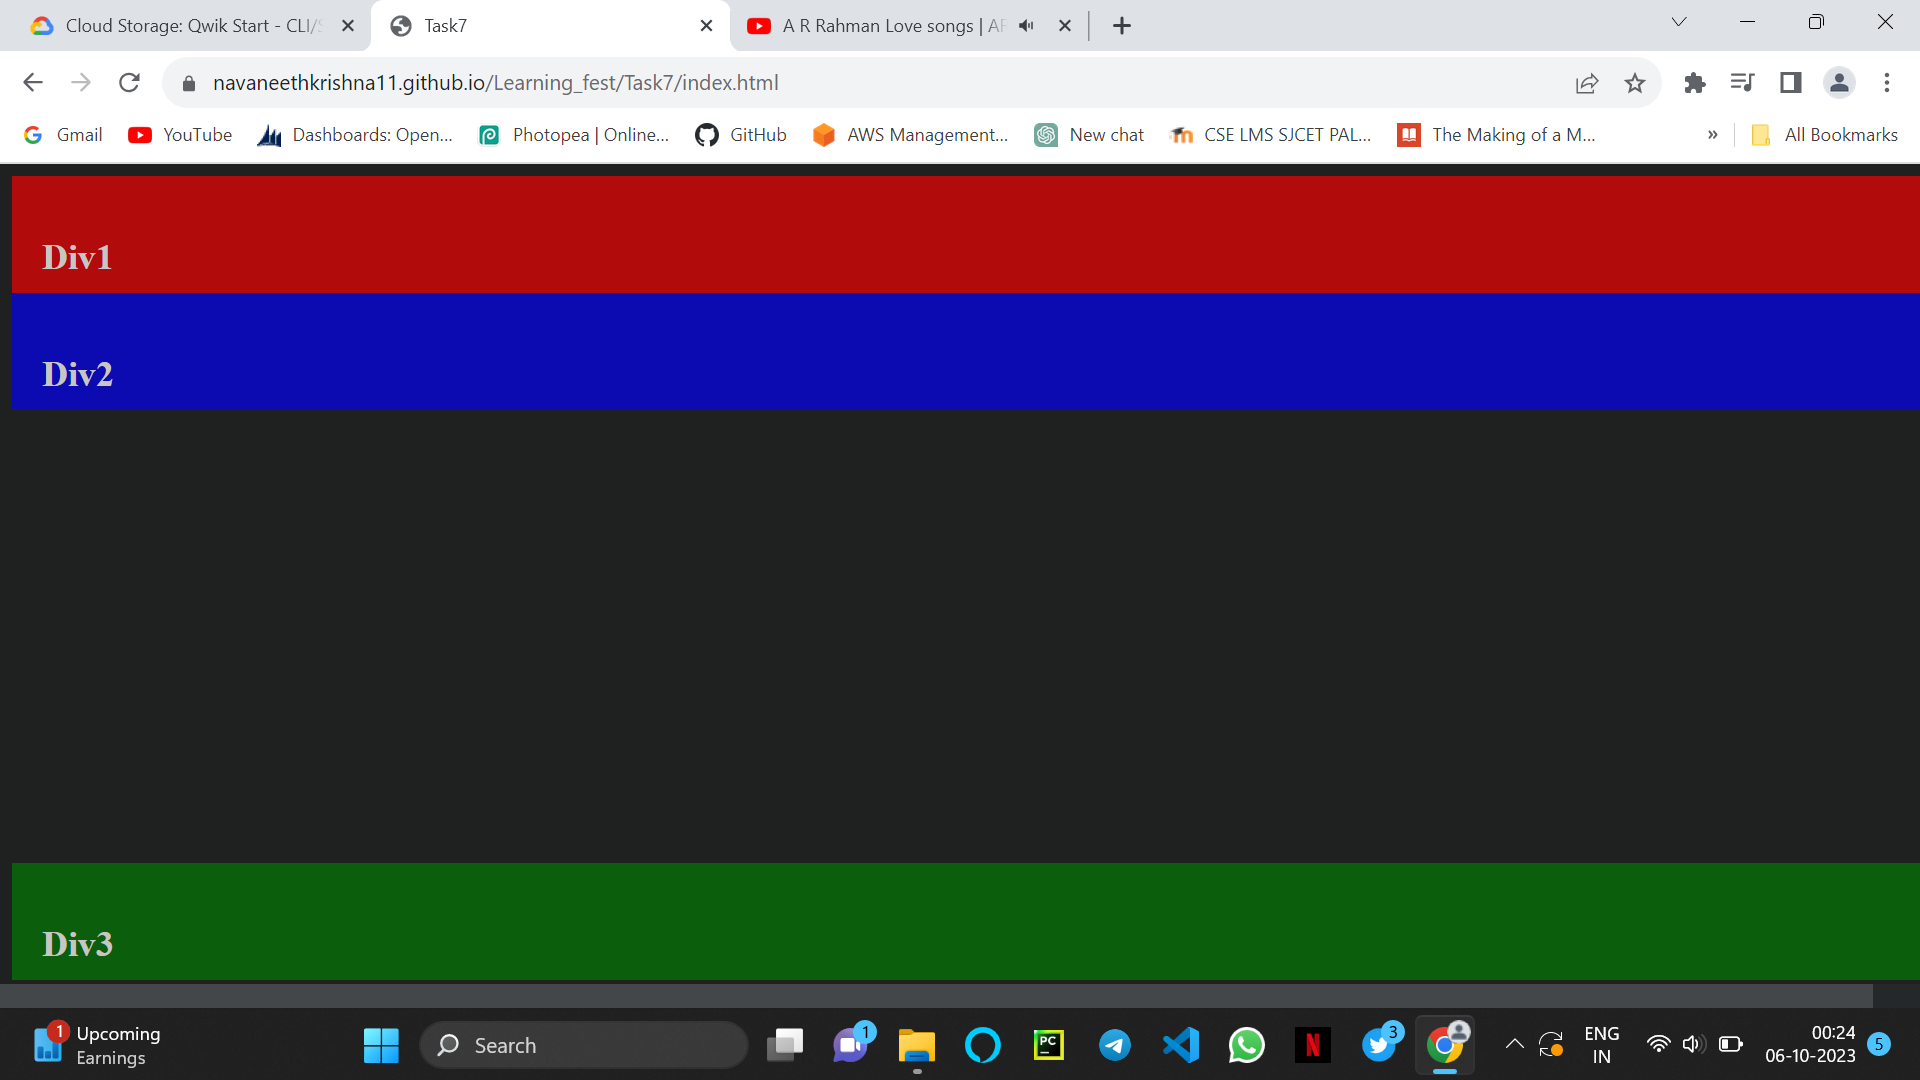 Cloud Storage: Qwik Start - CLI/S
Task7
A R Rahman Love songs | AR
navaneethkrishna11.github.io/Learning_fest/Task7/index.html
Gmail
YouTube
Dashboards: Open...
Photopea | Online...
GitHub
AWS Management...
New chat
CSE LMS SJCET PAL...
The Making of a M...
»
All Bookmarks
Div1
Div2
Div3
1
Upcoming
Earnings
Search
1
PC
N
3
ENG
IN
00:24
06-10-2023
5